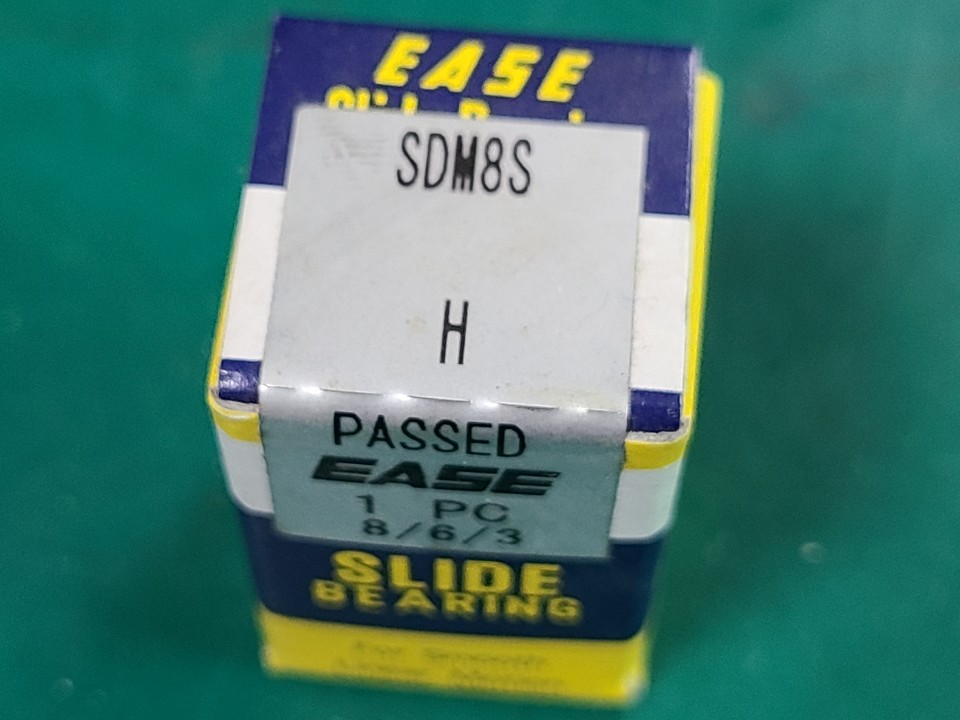 EASE
SDM8S
H
PASSED
EASE
1 PC
8/6/3
SLIDE
BEARING